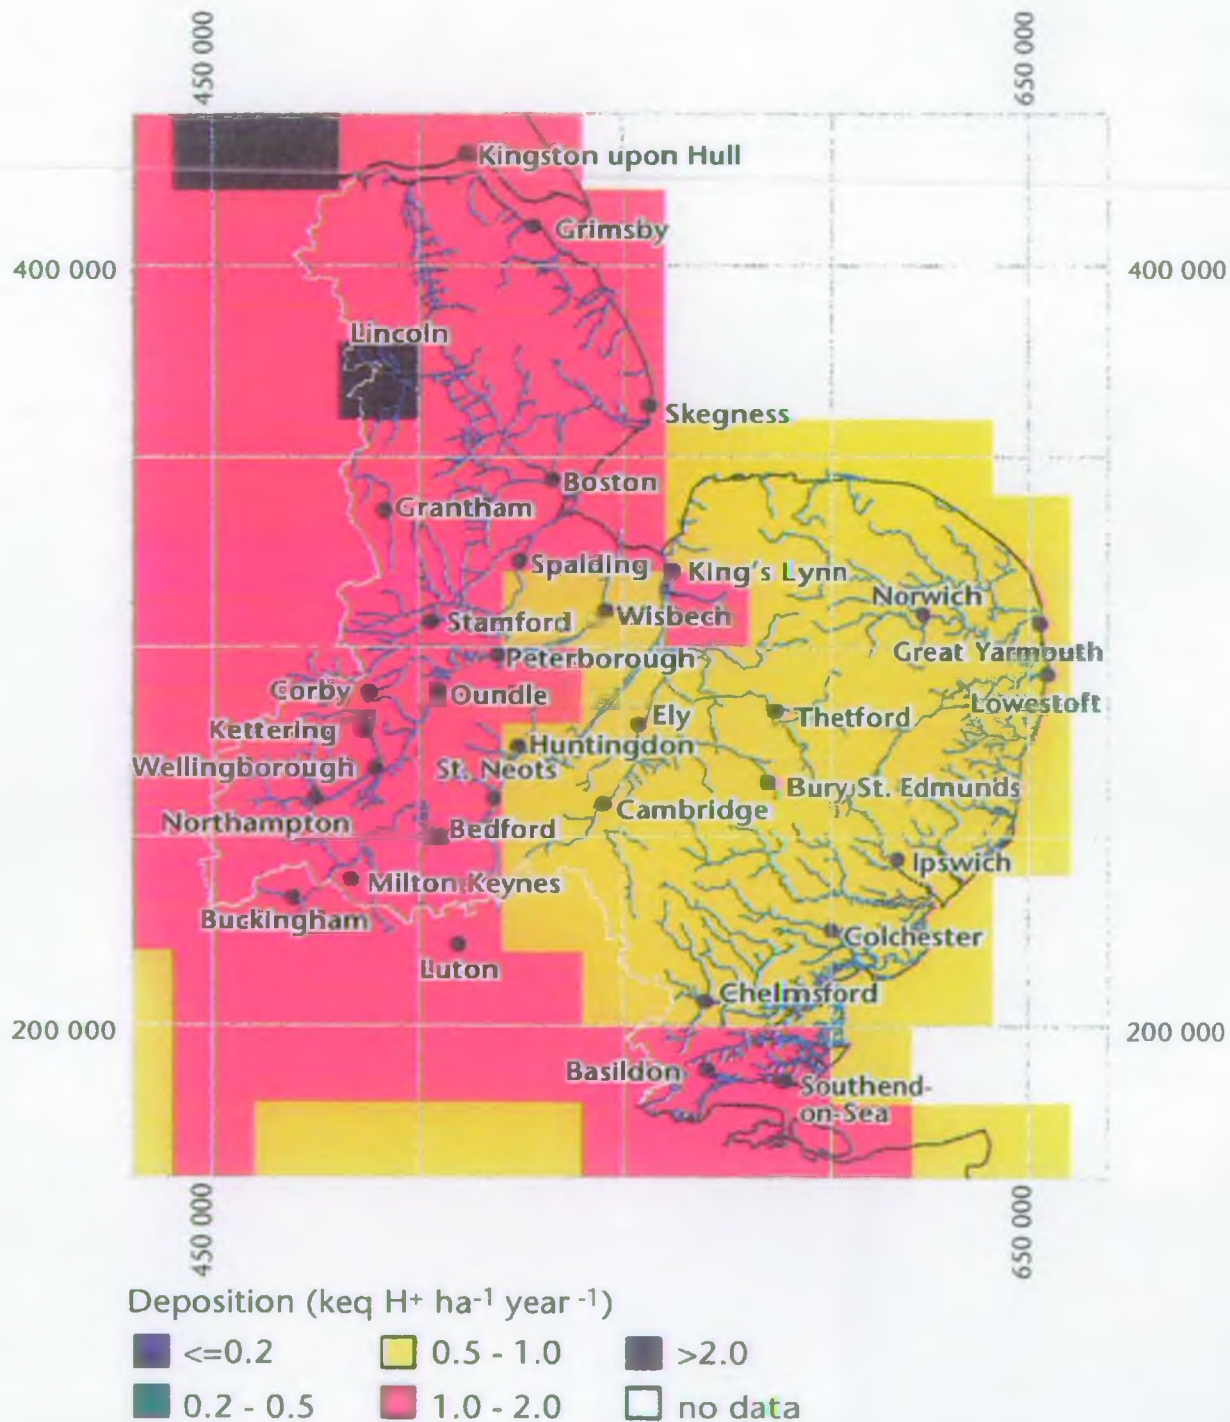 450 000
650 000
Kingston upon Hull
Grimsby
400 000
400 000
Lincoln
Skegness
Boston
Grantham
Spalding
King's Lynn
Norwich
Wisbech
Stamford
Great Yarmouth
Peterborough
Corby
Oundle
Lowestoft
Ely
Thetford
Kettering
Huntingdon
Wellingborough
St. Neots
Bury St. Edmunds
Cambridge
Northampton
Bedford
Ipswich
Milton Keynes
Buckingham
Colchester
Luton
Chelmsford
200 000
200 000
Basildon
Southend-
on-Sea
450 000
650 000
Deposition (keq H+ ha-1 year -1)
<=0.2
0.5 - 1.0
>2.0
0.2 - 0.5
1.0 - 2.0
no data